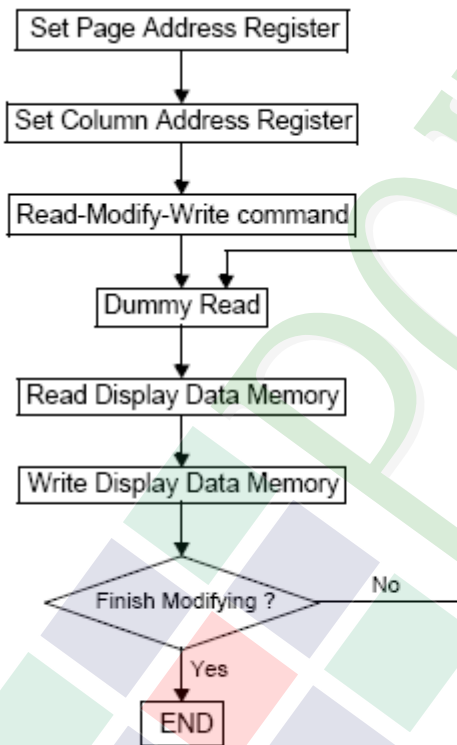 Set Page Address Register
Set Column Address Register
Read-Modify-Write command
Dummy Read
Read Display Data Memory
Write Display Data Memory
Finish Modifying ?
No
Yes
END